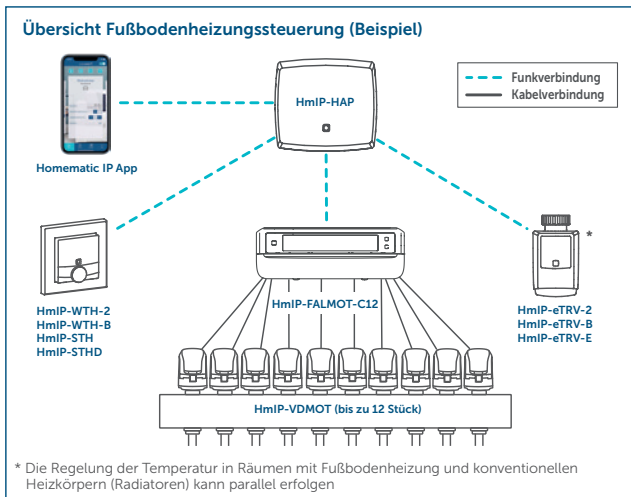 Übersicht Fußbodenheizungssteuerung (Beispiel)
Funkverbindung
Kabelverbindung
HmIP-HAP
Homematic IP App
HmIP-WTH-2
HmIP-WTH-B
HmIP-STH
HmIP-STHD
HmIP-FALMOT-C12
*
HmIP-eTRV-2
HmIP-eTRV-B
HmIP-eTRV-E
HmIP-VDMOT (bis zu 12 Stück)
* Die Regelung der Temperatur in Räumen mit Fußbodenheizung und konventionellen
Heizkörpern (Radiatoren) kann parallel erfolgen